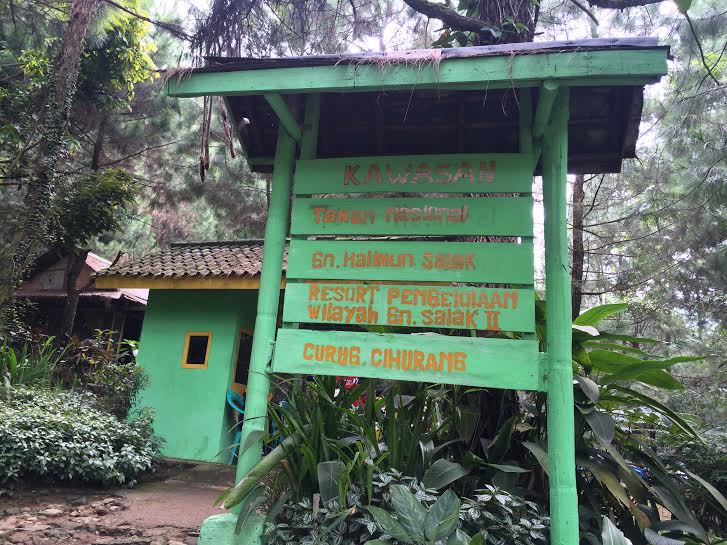 KAWASAN
Taman nasional
Gn. Halimun Salak
RESORT PENGELOLAAN
wilayah Gn. Salak II
CURUG. CIHURANG